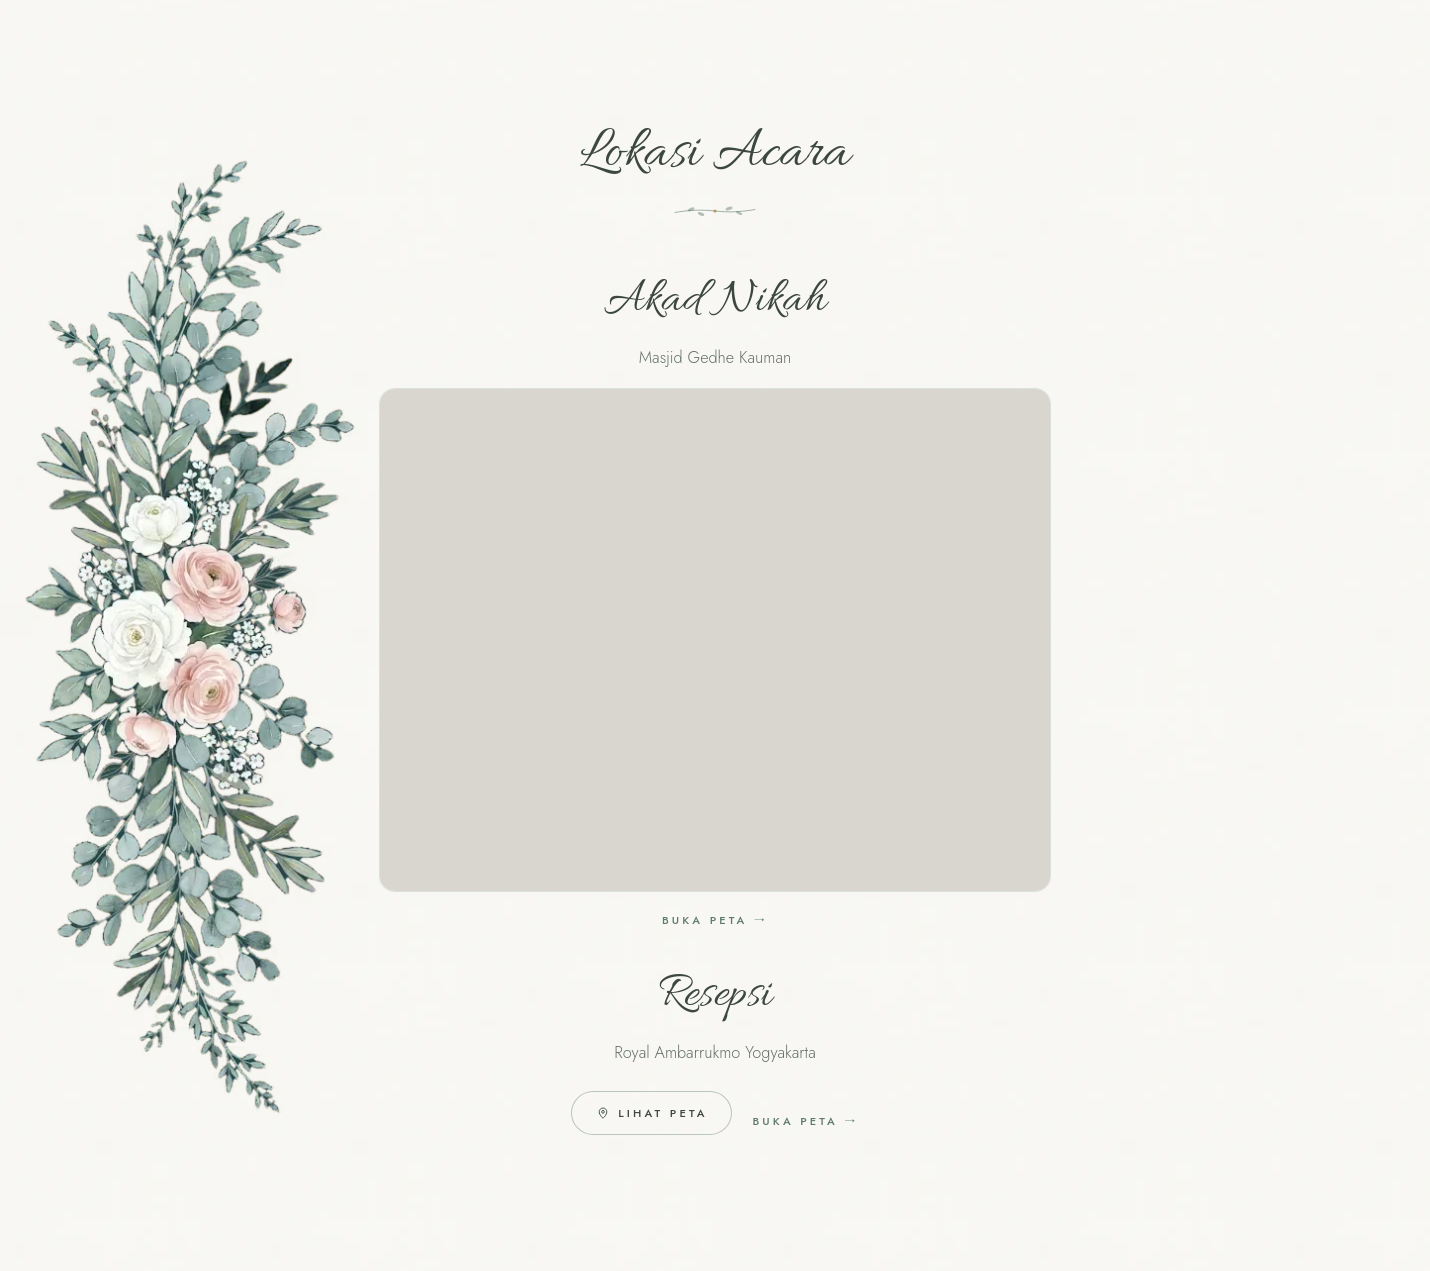 Lokasi Acara
Akad Nikah
Masjid Gedhe Kauman
BUKA PETA →
Resepsi
Royal Ambarrukmo Yogyakarta
LIHAT PETA
BUKA PETA →